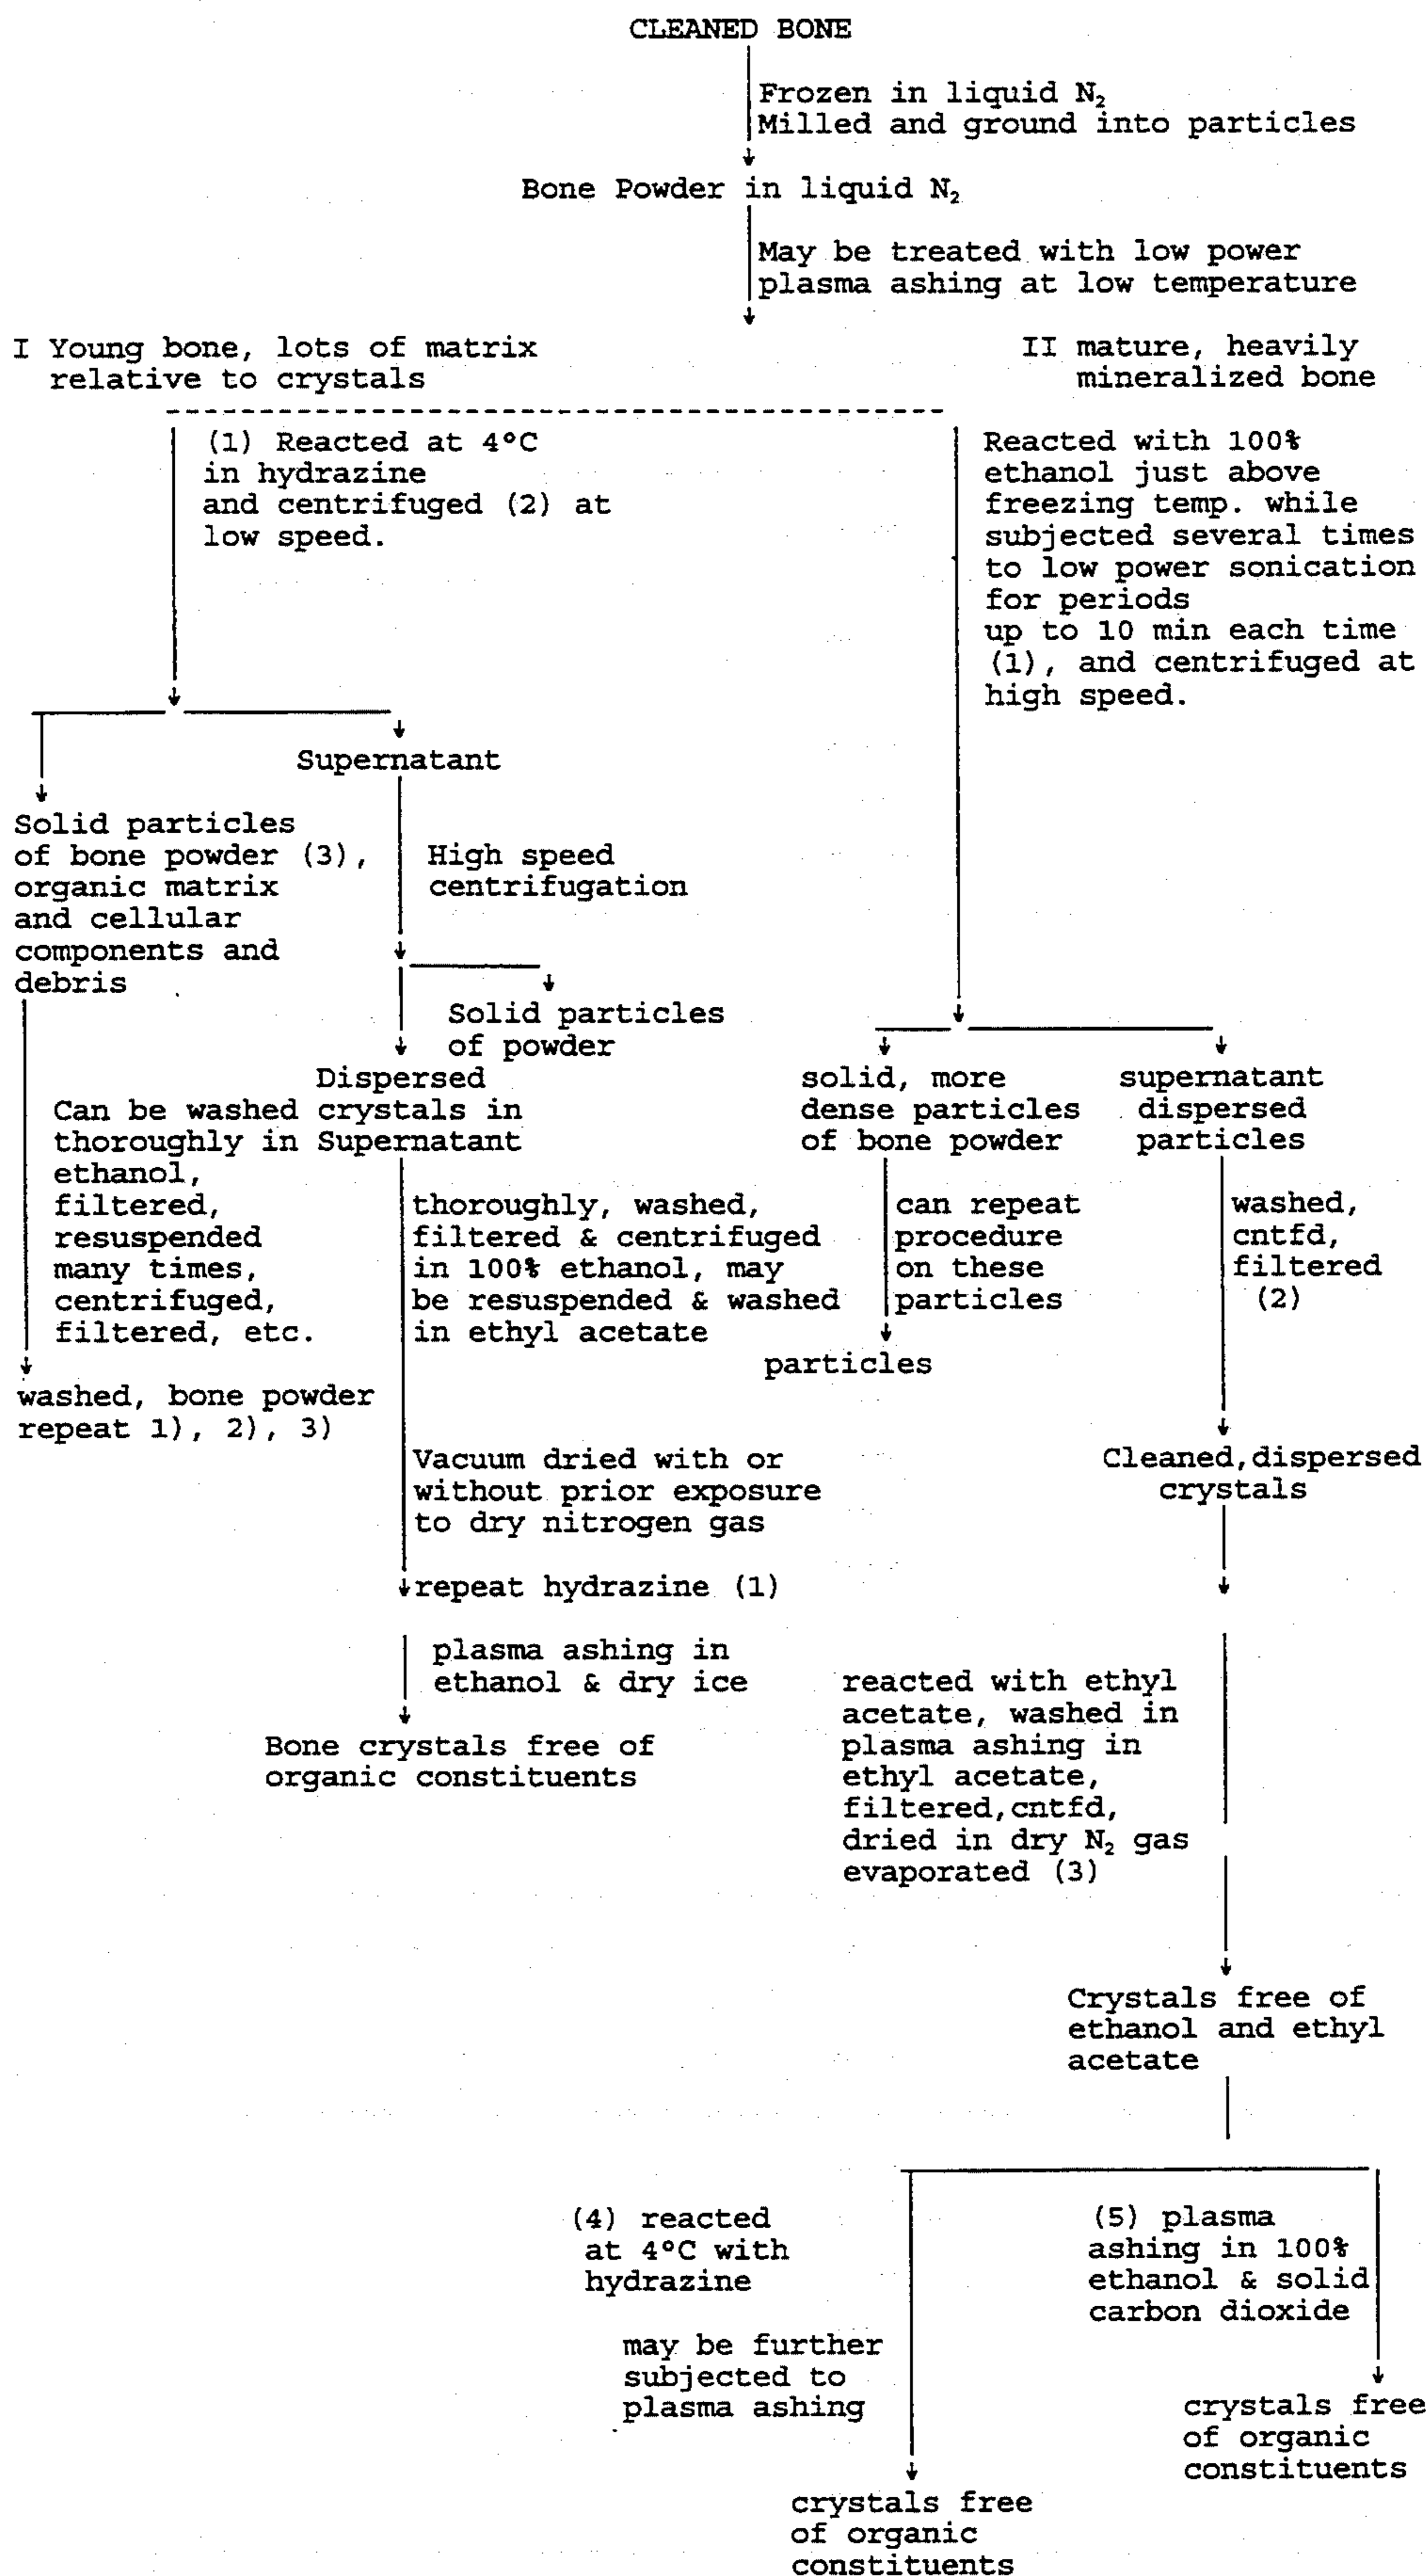 CLEANED BONE
Frozen in liquid N₂
Milled and ground into particles
Bone Powder in liquid N₂
May be treated with low power
plasma ashing at low temperature
I Young bone, lots of matrix
relative to crystals
II mature, heavily
mineralized bone
(1) Reacted at 4°C
in hydrazine
and centrifuged (2) at
low speed.
Reacted with 100%
ethanol just above
freezing temp. while
subjected several times
to low power sonication
for periods
up to 10 min each time
(1), and centrifuged at
high speed.
Supernatant
Solid particles
of bone powder (3),
organic matrix
and cellular
components and
debris
High speed
centrifugation
Solid particles
of powder
Dispersed
crystals in
Supernatant
Can be washed
thoroughly in
ethanol,
filtered,
resuspended
many times,
centrifuged,
filtered, etc.
washed, bone powder
repeat 1), 2), 3)
thoroughly, washed,
filtered & centrifuged
in 100% ethanol, may
be resuspended & washed
in ethyl acetate
Vacuum dried with or
without prior exposure
to dry nitrogen gas
repeat hydrazine (1)
plasma ashing in
ethanol & dry ice
Bone crystals free of
organic constituents
solid, more
dense particles
of bone powder
can repeat
procedure
on these
particles
particles
supernatant
dispersed
particles
washed,
cntfd,
filtered
(2)
Cleaned,dispersed
crystals
reacted with ethyl
acetate, washed in
plasma ashing in
ethyl acetate,
filtered,cntfd,
dried in dry N₂ gas
evaporated (3)
Crystals free of
ethanol and ethyl
acetate
(4) reacted
at 4°C with
hydrazine
may be further
subjected to
plasma ashing
crystals free
of organic
constituents
(5) plasma
ashing in 100%
ethanol & solid
carbon dioxide
crystals free
of organic
constituents